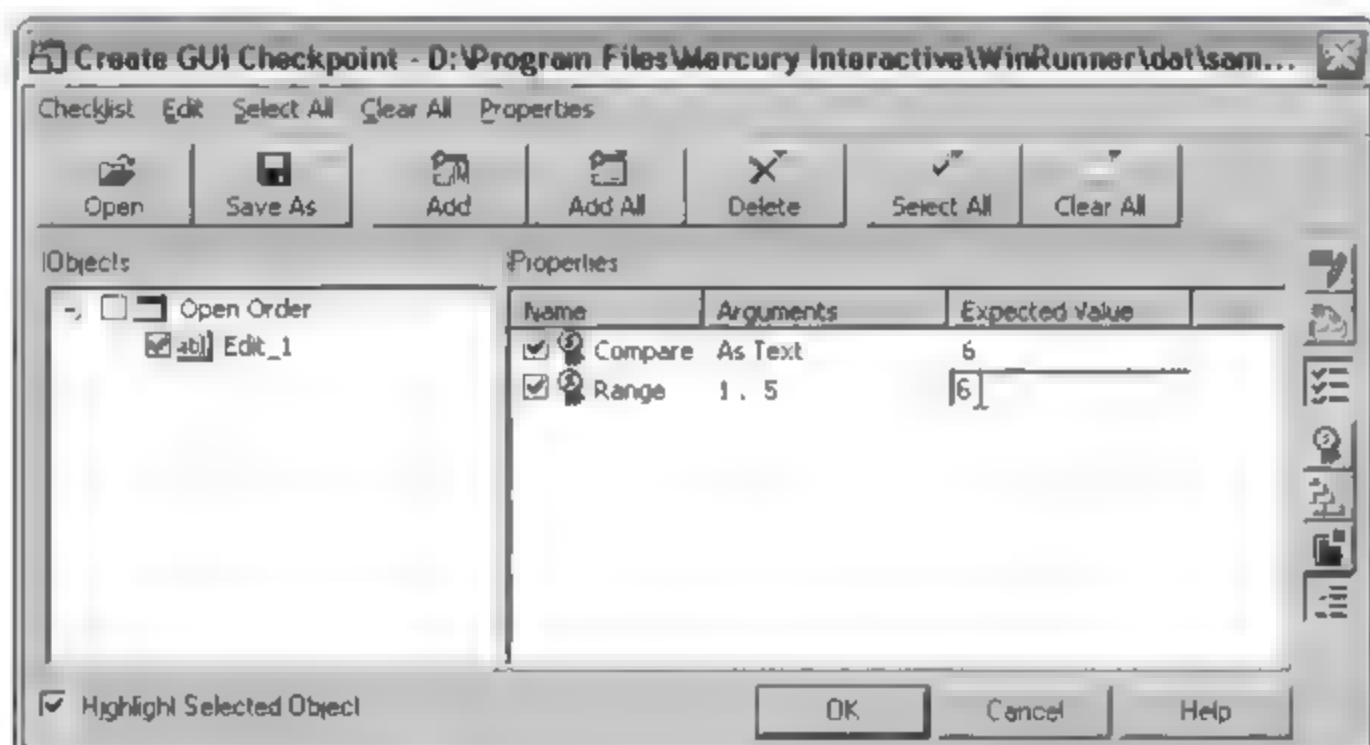 Create GUI Checkpoint - D:\Program Files\Mercury Interactive\WinRunner\dat\sam...
Checklist Edit Select All Clear All Properties
Open Save As Add Add All Delete Select All Clear All
Objects Properties
Open Order
Edit_1
Name Arguments Expected Value
Compare As Text 6
Range 1 . 5 6
Highlight Selected Object
OK Cancel Help